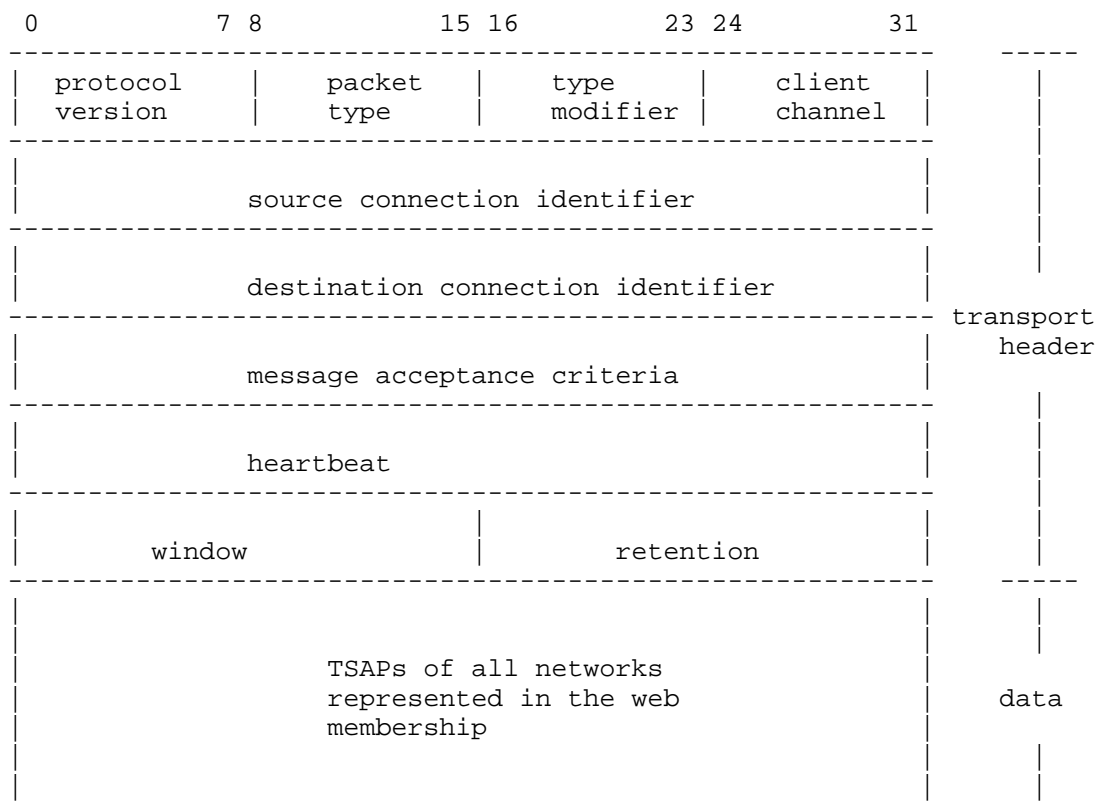 0 7 8 15 16 23 24 31
protocol packet type client
version type modifier channel
source connection identifier
destination connection identifier
transport
header
message acceptance criteria
heartbeat
window retention
TSAPs of all networks
represented in the web data
membership